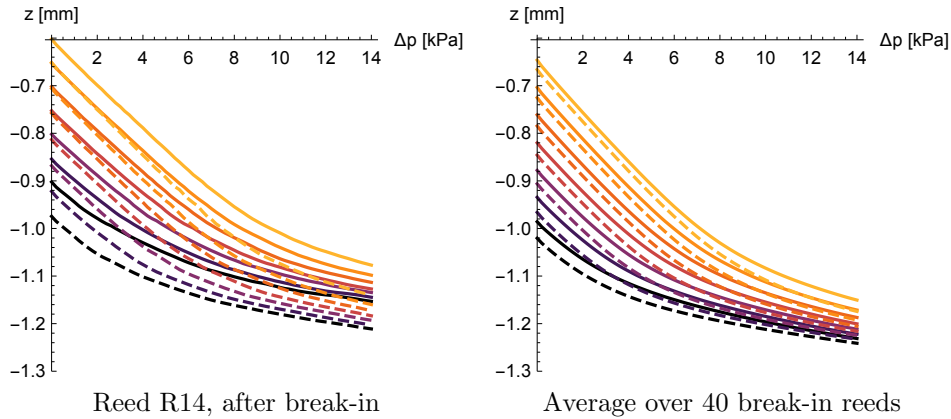 z [mm]
Δp [kPa]
2 4 6 8 10 12 14
−0.7
−0.8
−0.9
−1.0
−1.1
−1.2
−1.3
Reed R14, after break-in
z [mm]
Δp [kPa]
2 4 6 8 10 12 14
−0.7
−0.8
−0.9
−1.0
−1.1
−1.2
−1.3
Average over 40 break-in reeds